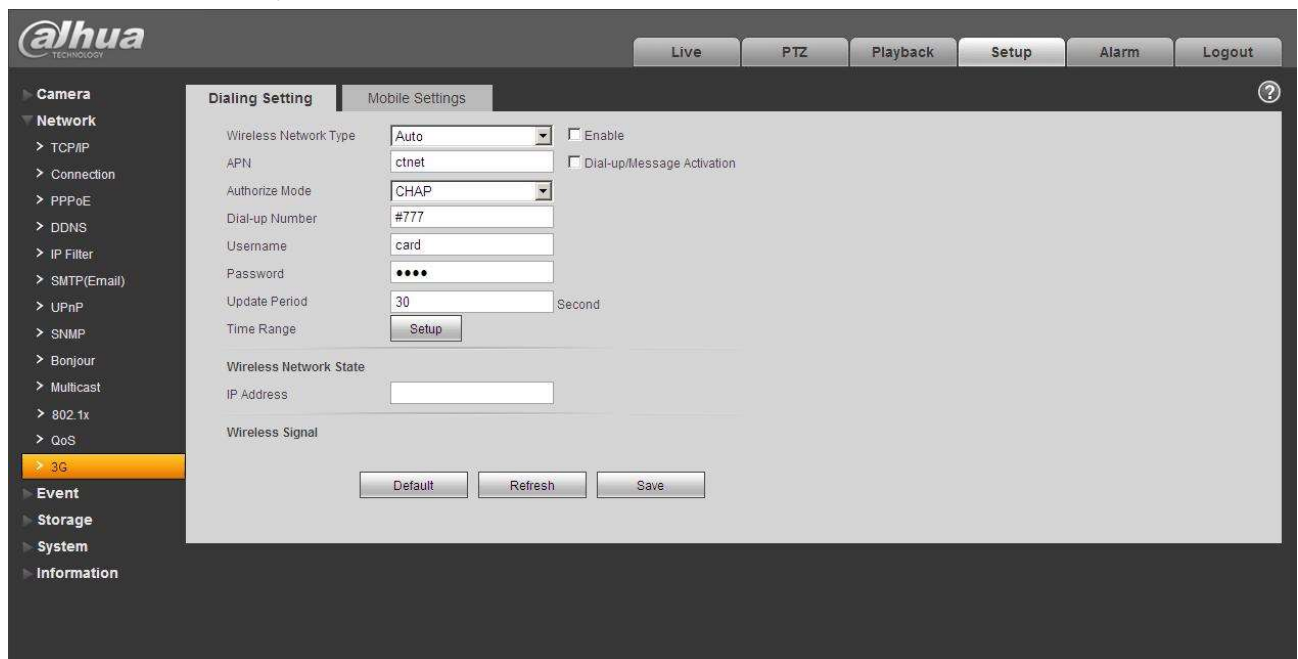 alhua
TECHNOLOGY
Live PTZ Playback Setup Alarm Logout
Camera
Network
> TCP/IP
> Connection
> PPPoE
> DDNS
> IP Filter
> SMTP(Email)
> UPnP
> SNMP
> Bonjour
> Multicast
> 802.1x
> QoS
> 3G
Event
Storage
System
Information
Dialing Setting Mobile Settings ?
Wireless Network Type Auto Enable
APN ctnet Dial-up/Message Activation
Authorize Mode CHAP
Dial-up Number #777
Username card
Password ••••
Update Period 30 Second
Time Range Setup
Wireless Network State
IP Address
Wireless Signal
Default Refresh Save